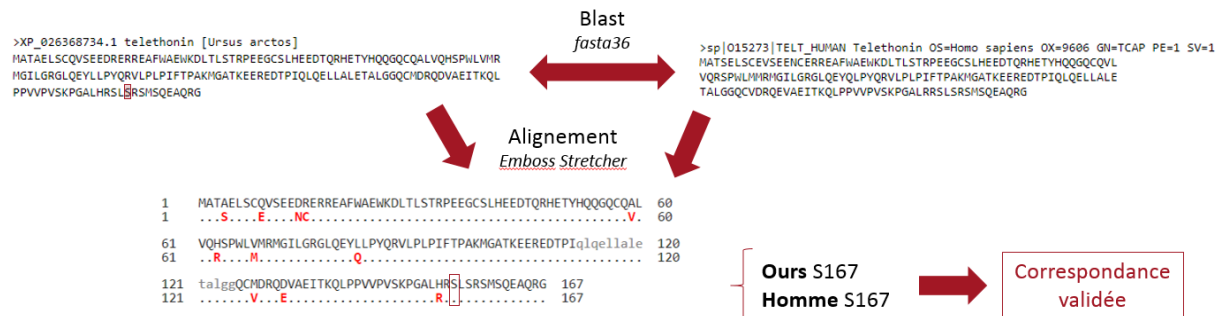 Blast
fasta36
>XP_026368734.1 telethonin [Ursus arctos]
MATAELSCQVSEEDRERREAFWAEWKDLTLSTRPEEGCSLHEEDTQRHETYHQQGQCQALVQHSPWLVMR
MGILGRGLQEYLLPYQRVLPLPIFTPAKMGATKEEREDTPIQLQELLALETALGGQCMDRQDVAEITKQL
PPVVPVSKPGALHRSLSRSMSQEAQRG
>sp|O15273|TELT_HUMAN Telethonin OS=Homo sapiens OX=9606 GN=TCAP PE=1 SV=1
MATSELSCEVSEENCERREAFWAEWKDLTLSTRPEEGCSLHEEDTQRHETYHQQGQCQVL
VQRSPWLMMRMGILGRGLQEYQLPYQRVLPLPIFTPAKMGATKEEREDTPIQLQELLALE
TALGGQCVDRQEVAEITKQLPPVVPVSKPGALRRSLSRSMSQEAQRG
Alignement
Emboss Stretcher
1 MATAELSCQVSEEDRERREAFWAEWKDLTLSTRPEEGCSLHEEDTQRHETYHQQGQCQAL 60
1 ...S....E....NC...........................................V. 60
61 VQHSPWLVMRMGILGRGLQEYLLPYQRVLPLPIFTPAKMGATKEEREDTPIqlqellale 120
61 ..R....M.............Q...................................... 120
121 talggQCMDRQDVAEITKQLPPVVPVSKPGALHRSLSRSMSQEAQRG 167
121 .......V...E....................R.............. 167
Ours S167
Homme S167
Correspondance
validée